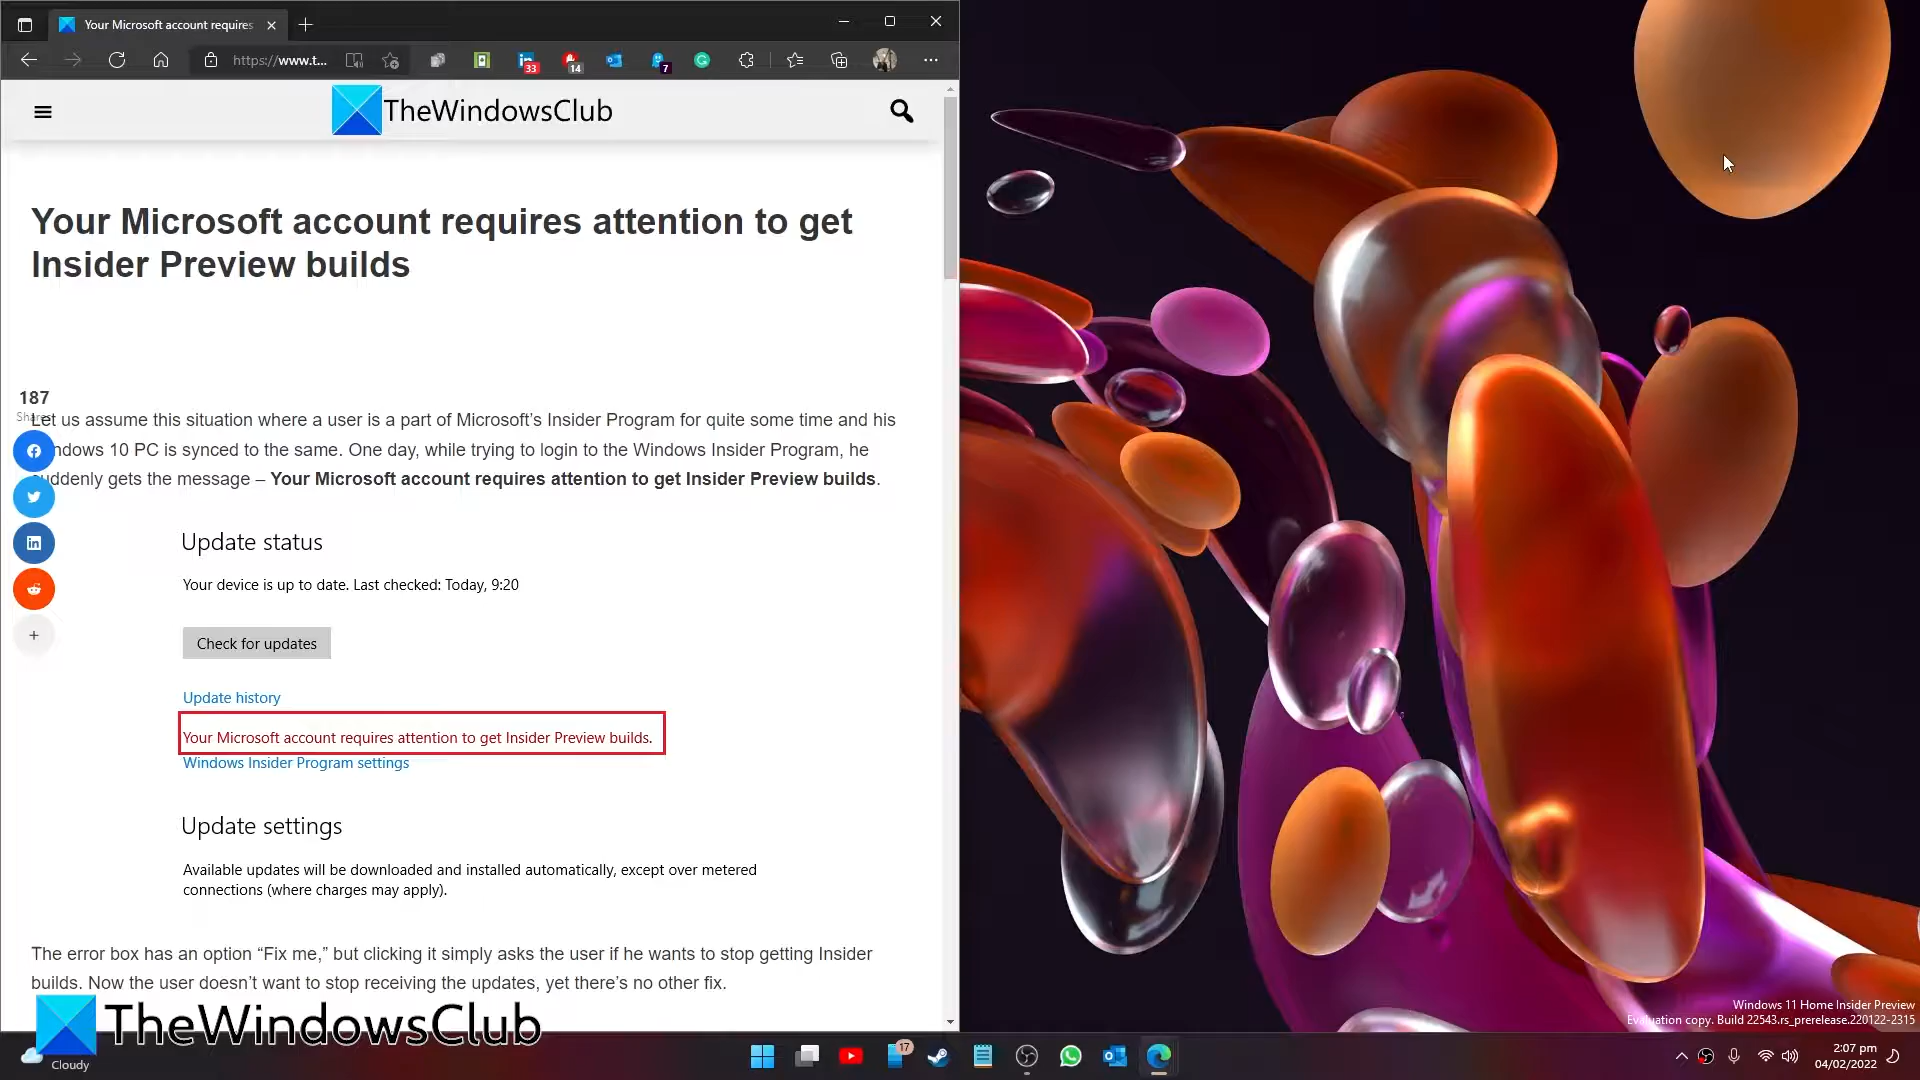 Your Microsoft account requires
https://www.t...
33
14
7
TheWindowsClub
Your Microsoft account requires attention to get
Insider Preview builds
187
Let us assume this situation where a user is a part of Microsoft's Insider Program for quite some time and his
ndows 10 PC is synced to the same. One day, while trying to login to the Windows Insider Program, he
uddenly gets the message – Your Microsoft account requires attention to get Insider Preview builds.
Update status
Your device is up to date. Last checked: Today, 9:20
Check for updates
Update history
Your Microsoft account requires attention to get Insider Preview builds.
Windows Insider Program settings
Update settings
Available updates will be downloaded and installed automatically, except over metered
connections (where charges may apply).
The error box has an option “Fix me,” but clicking it simply asks the user if he wants to stop getting Insider
builds. Now the user doesn’t want to stop receiving the updates, yet there’s no other fix.
TheWindowsClub
Cloudy
17
Windows 11 Home Insider Preview
Evaluation copy. Build 22543.rs_prerelease.220122-2315
2:07 pm
04/02/2022